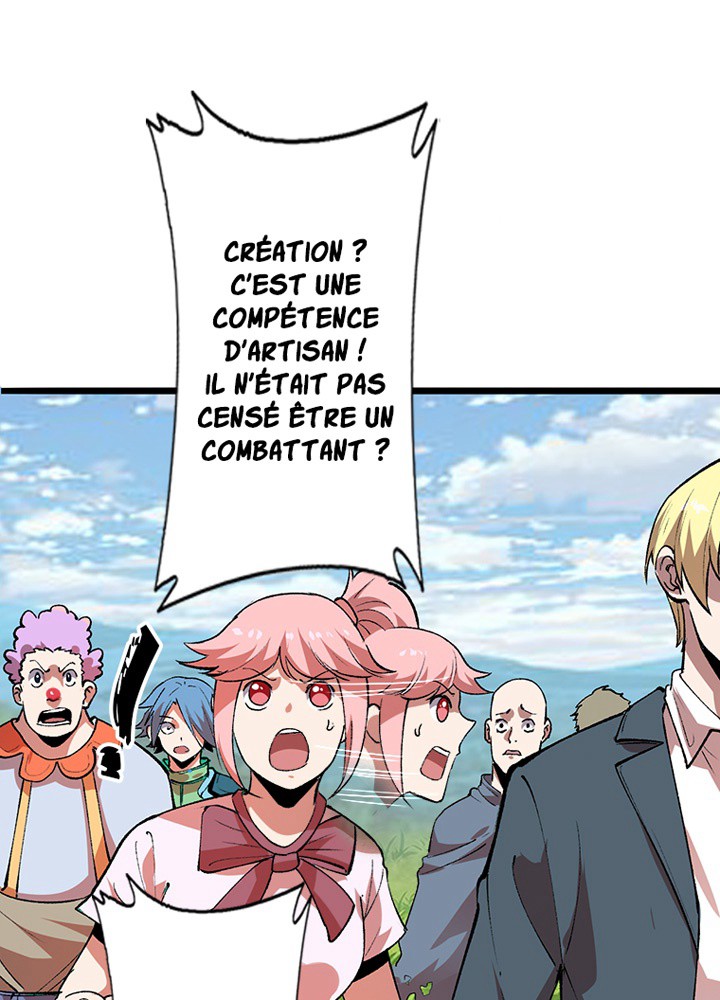 CRÉATION ?
C'EST UNE
COMPÉTENCE
D'ARTISAN !
IL N'ÉTAIT PAS
CENSÉ ÊTRE UN
COMBATTANT ?